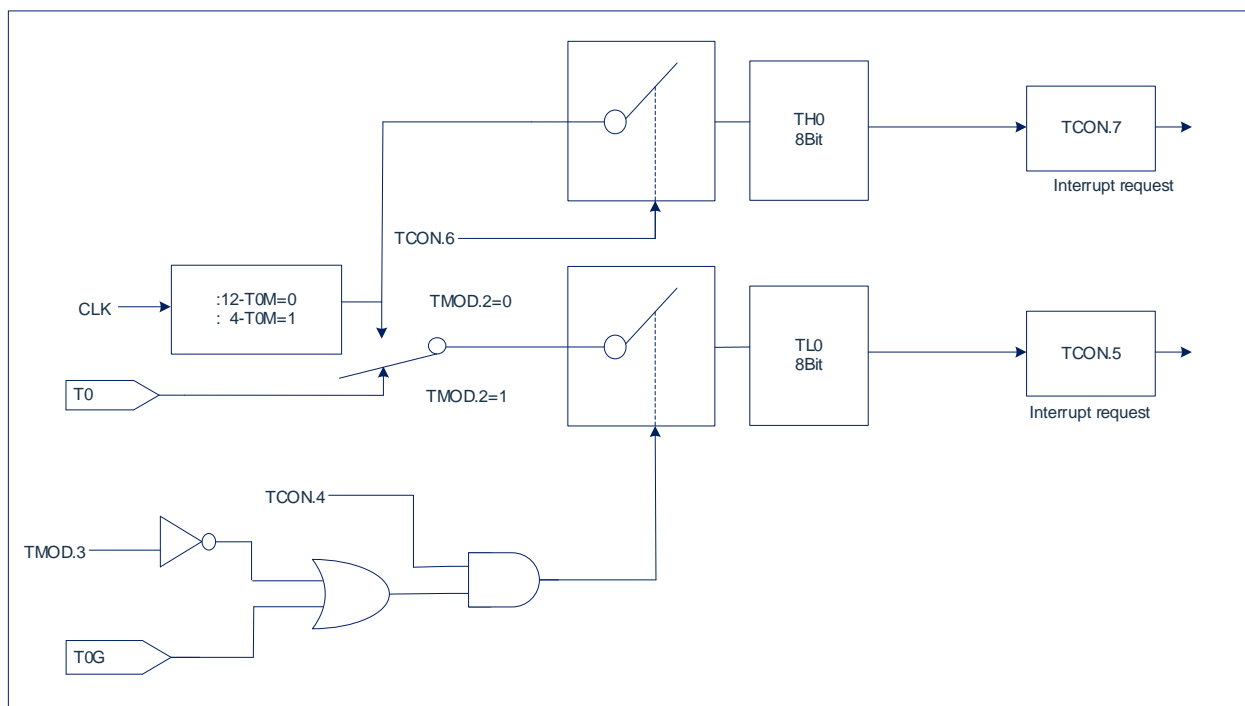 TH0
8Bit
TCON.7
Interrupt request
TCON.6
CLK
:12-T0M=0
: 4-T0M=1
TMOD.2=0
TL0
8Bit
TCON.5
T0
TMOD.2=1
Interrupt request
TCON.4
TMOD.3
T0G